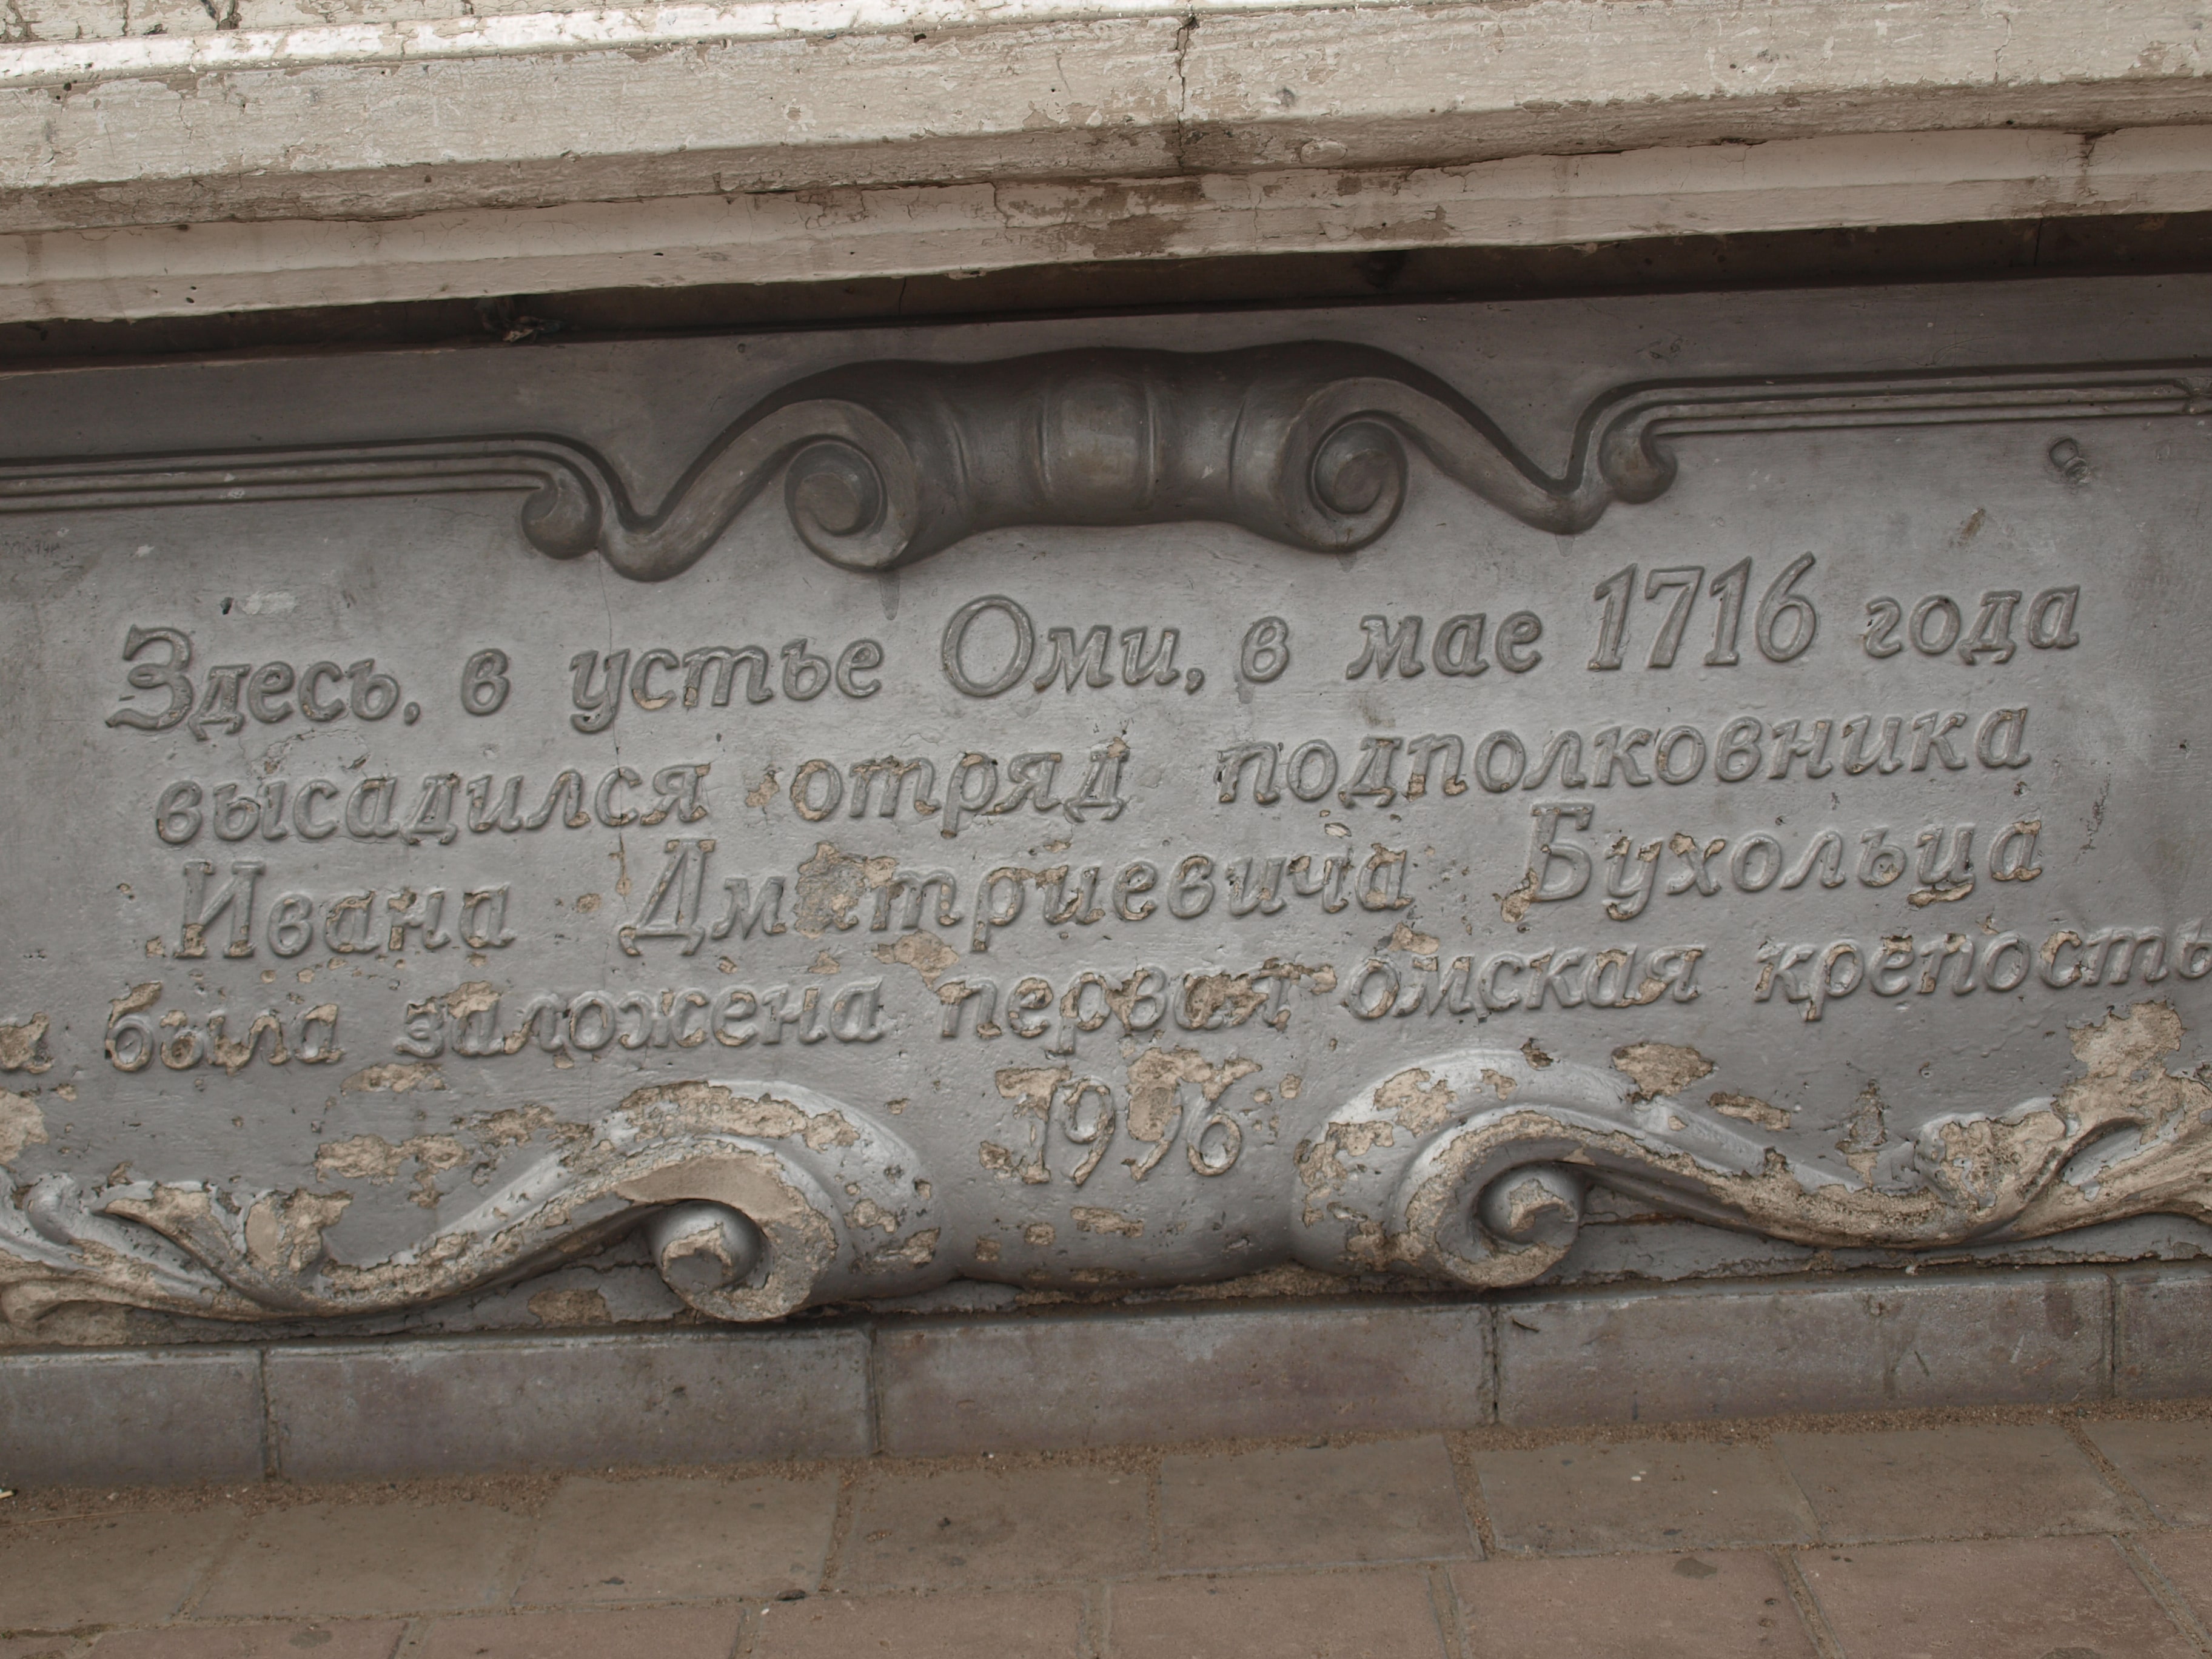 Здесь, в устье Оми, в мае 1716 года
высадился отряд подполковника
Ивана Дмитриевича Бухольца
и была заложена первая омская крепость
1996